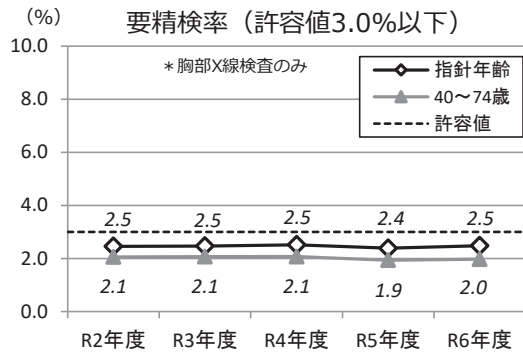 (%)
要精検率（許容値3.0%以下）
10.0
＊胸部X線検査のみ
指針年齢
40～74歳
許容値
8.0
6.0
4.0
2.0
0.0
2.5 2.5 2.5 2.4 2.5
2.1 2.1 2.1 1.9 2.0
R2年度 R3年度 R4年度 R5年度 R6年度